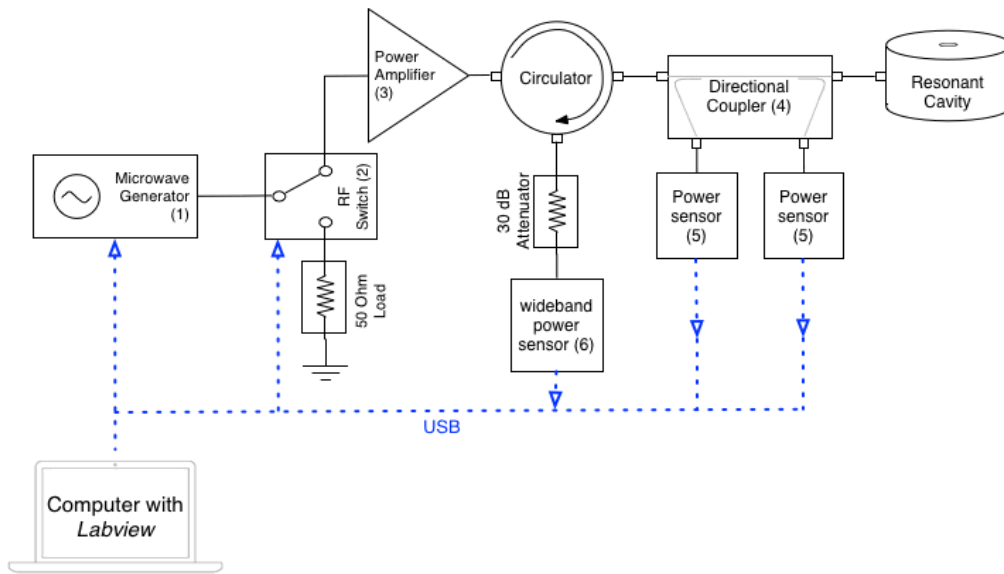 Power
Amplifier
(3)
Circulator
Directional
Coupler (4)
Resonant
Cavity
Microwave
Generator
(1)
RF
Switch (2)
30 dB
Attenuator
Power
sensor
(5)
Power
sensor
(5)
50 Ohm
Load
wideband
power
sensor (6)
USB
Computer with
Labview